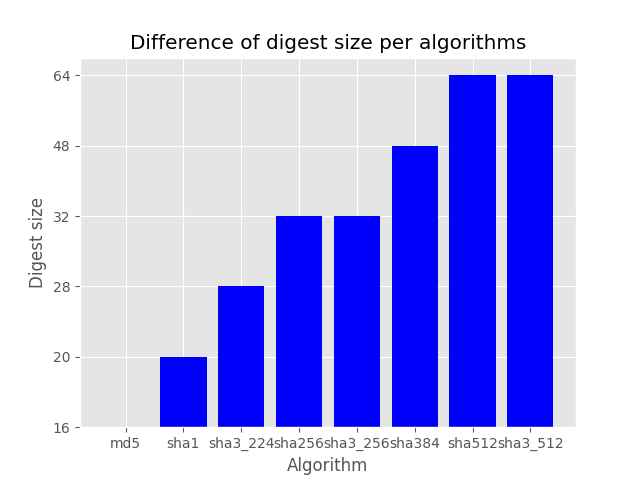 Difference of digest size per algorithms
64
48
32
28
20
16
Digest size
md5 sha1 sha3_224 sha256 sha3_256 sha384 sha512 sha3_512
Algorithm